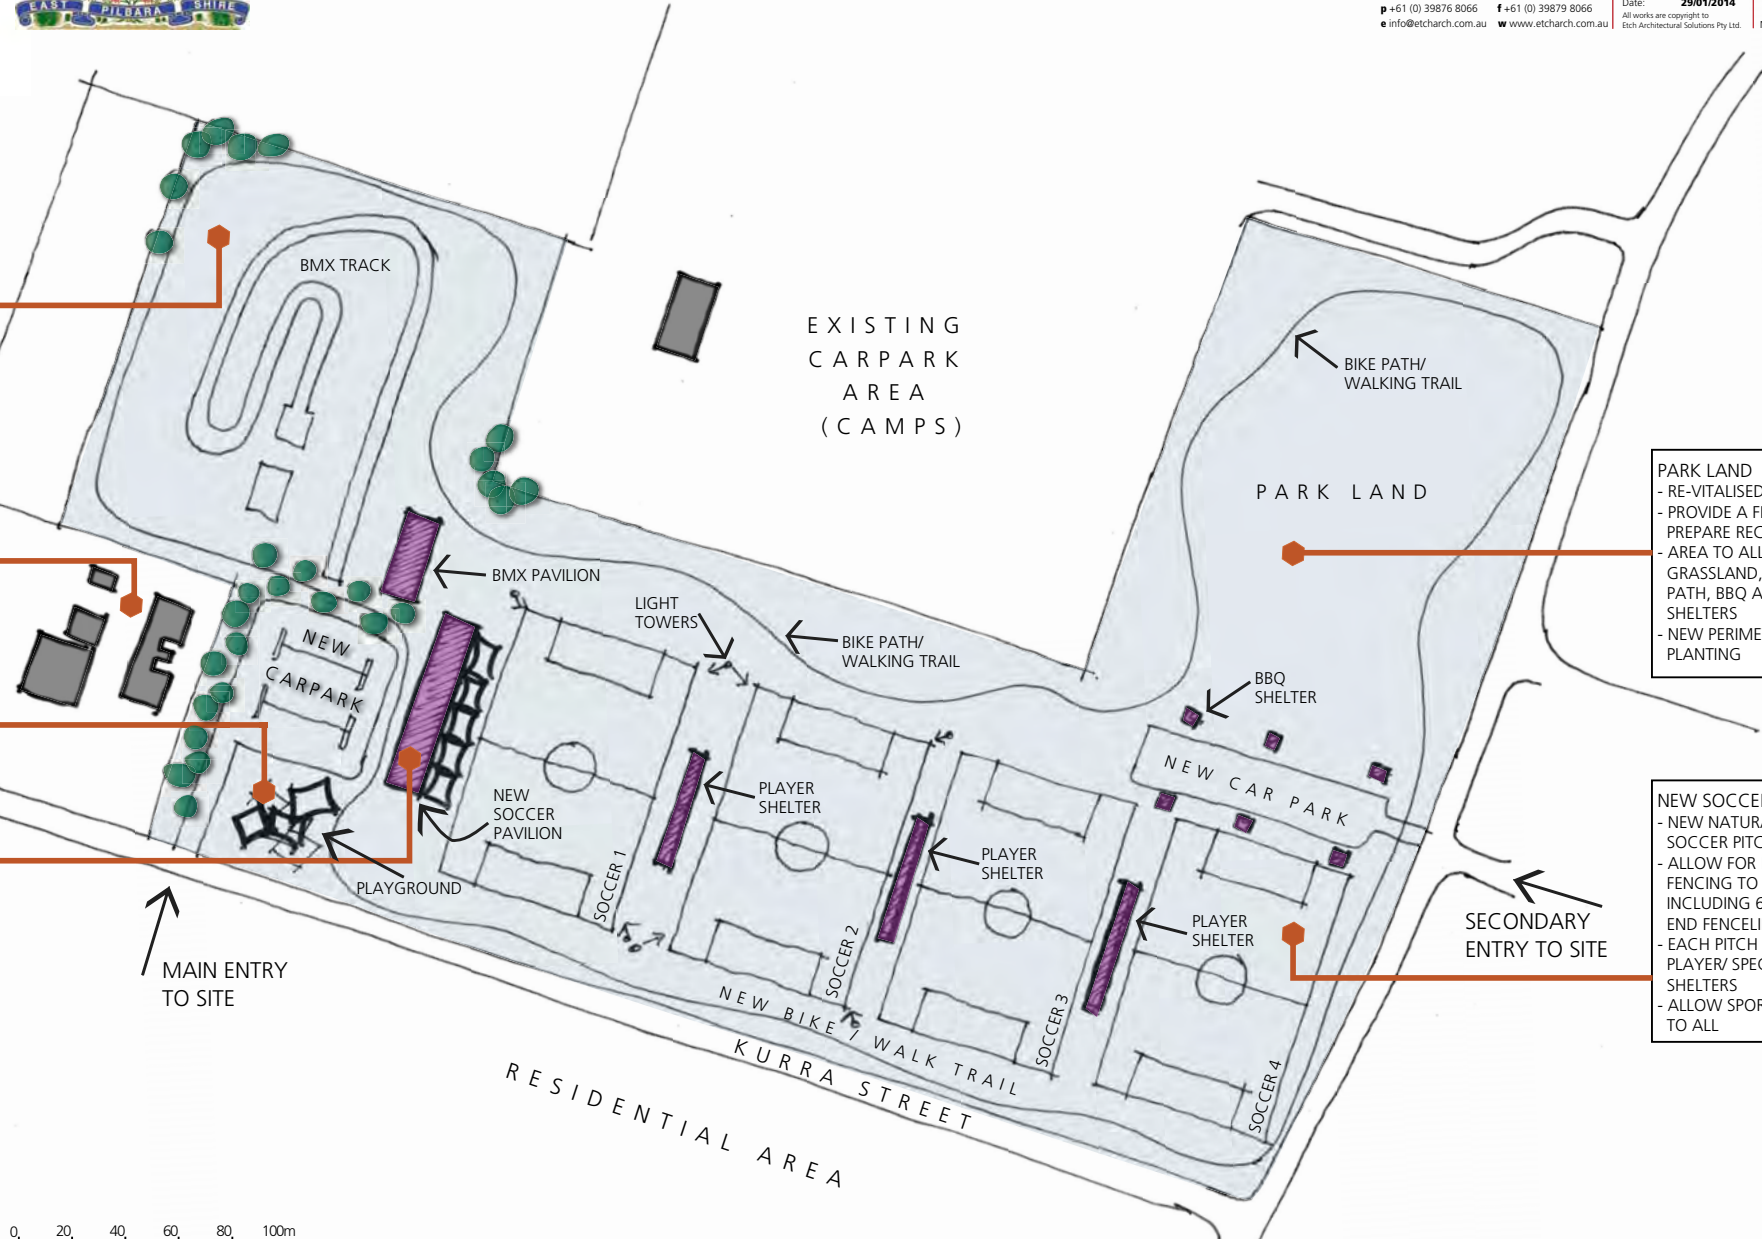 EAST PILBARA SHIRE
p +61 (0) 39876 8066 f +61 (0) 39879 8066
e info@etcharch.com.au w www.etcharch.com.au
Date: 29/01/2014
All works are copyright to
Etch Architectural Solutions Pty Ltd.
BMX TRACK
EXISTING
CARPARK
AREA
(CAMPS)
BIKE PATH/
WALKING TRAIL
PARK LAND
PARK LAND
- RE-VITALISED
- PROVIDE A
PREPARE REC
- AREA TO ALL
GRASSLAND,
PATH, BBQ A
SHELTERS
- NEW PERIME
PLANTING
BMX PAVILION
LIGHT
TOWERS
BIKE PATH/
WALKING TRAIL
NEW
CARPARK
BBQ
SHELTER
NEW CAR PARK
NEW
SOCCER
PAVILION
PLAYER
SHELTER
PLAYER
SHELTER
PLAYER
SHELTER
PLAYGROUND
SOCCER 1
SOCCER 2
SOCCER 3
SOCCER 4
NEW SOCCE
- NEW NATURA
SOCCER PITC
- ALLOW FOR
FENCING TO
INCLUDING 6
END FENCELI
- EACH PITCH
PLAYER/ SPEC
SHELTERS
- ALLOW SPOR
TO ALL
SECONDARY
ENTRY TO SITE
MAIN ENTRY
TO SITE
NEW BIKE / WALK TRAIL
KURRA STREET
RESIDENTIAL AREA
0 20 40 60 80 100m